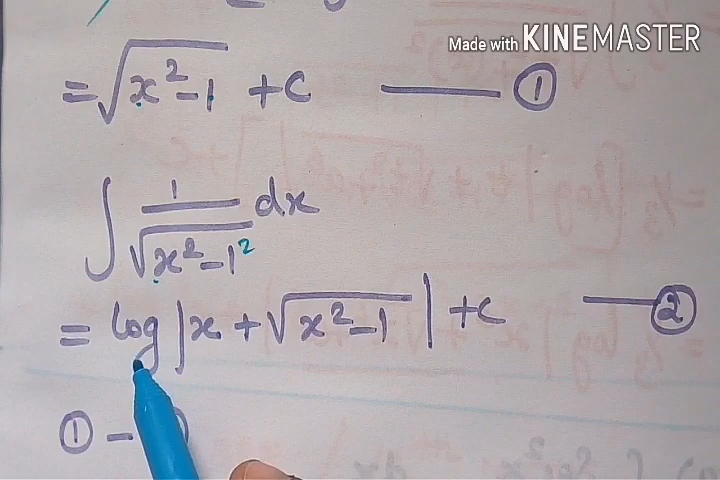 Made with KINEMASTER
= √x²-1 + c ——— ①
∫ 1/√x²-1² dx
= log |x + √x²-1| + c —— ②
① -